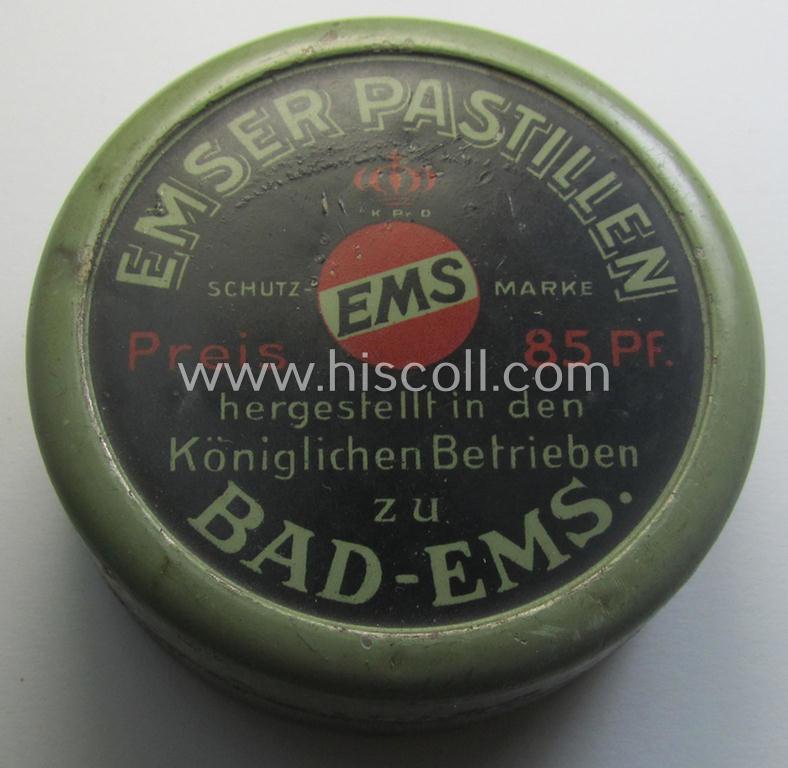 EMSER PASTILLEN
K Pr D
SCHUTZ- EMS MARKE
Preis 85 PF.
www.hiscoll.com
hergestellt in den
Königlichen Betrieben
zu
BAD-EMS.